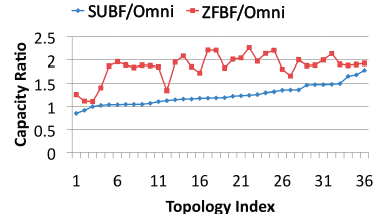 SUBF/Omni ZFBF/Omni
2.5
2
1.5
1
0.5
0
Capacity Ratio
1 6 11 16 21 26 31 36
Topology Index